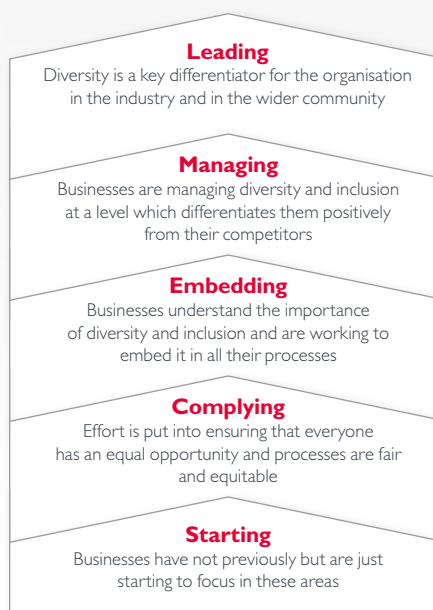 Leading
Diversity is a key differentiator for the organisation
in the industry and in the wider community
Managing
Businesses are managing diversity and inclusion
at a level which differentiates them positively
from their competitors
Embedding
Businesses understand the importance
of diversity and inclusion and are working to
embed it in all their processes
Complying
Effort is put into ensuring that everyone
has an equal opportunity and processes are fair
and equitable
Starting
Businesses have not previously but are just
starting to focus in these areas